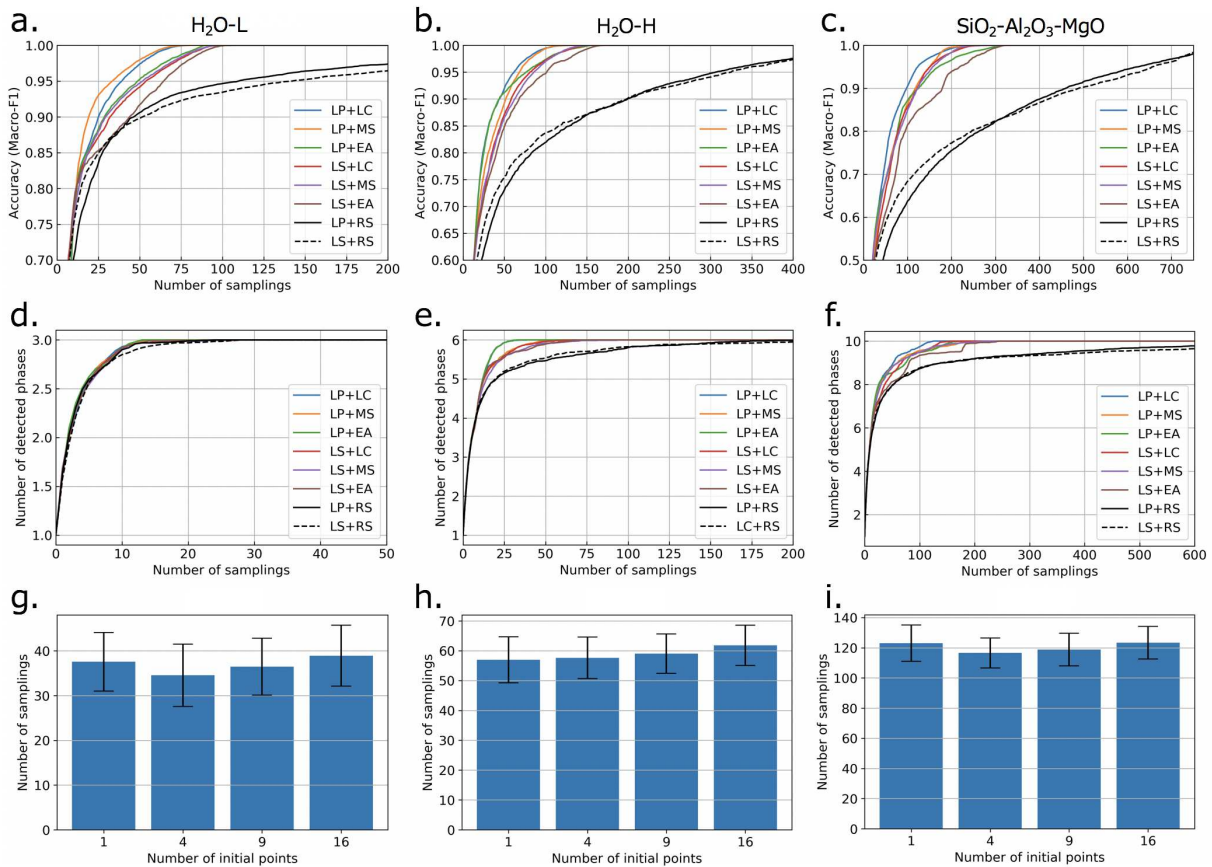 a.
H₂O-L
1.00
0.95
0.90
0.85
0.80
0.75
0.70
Accuracy (Macro-F1)
0 25 50 75 100 125 150 175 200
Number of samplings
LP+LC
LP+MS
LP+EA
LS+LC
LS+MS
LS+EA
LP+RS
LS+RS
b.
H₂O-H
1.00
0.95
0.90
0.85
0.80
0.75
0.70
0.65
0.60
Accuracy (Macro-F1)
0 50 100 150 200 250 300 350 400
Number of samplings
LP+LC
LP+MS
LP+EA
LS+LC
LS+MS
LS+EA
LP+RS
LS+RS
c.
SiO₂-Al₂O₃-MgO
1.0
0.9
0.8
0.7
0.6
0.5
Accuracy (Macro-F1)
0 100 200 300 400 500 600 700
Number of samplings
LP+LC
LP+MS
LP+EA
LS+LC
LS+MS
LS+EA
LP+RS
LS+RS
d.
3.0
2.5
2.0
1.5
1.0
Number of detected phases
0 10 20 30 40 50
Number of samplings
LP+LC
LP+MS
LP+EA
LS+LC
LS+MS
LS+EA
LP+RS
LS+RS
e.
6
5
4
3
2
1
Number of detected phases
0 25 50 75 100 125 150 175 200
Number of samplings
LP+LC
LP+MS
LP+EA
LS+LC
LS+MS
LS+EA
LP+RS
LC+RS
f.
10
8
6
4
2
Number of detected phases
0 100 200 300 400 500 600
Number of samplings
LP+LC
LP+MS
LP+EA
LS+LC
LS+MS
LS+EA
LP+RS
LS+RS
g.
40
30
20
10
0
Number of samplings
1 4 9 16
Number of initial points
h.
70
60
50
40
30
20
10
0
Number of samplings
1 4 9 16
Number of initial points
i.
140
120
100
80
60
40
20
0
Number of samplings
1 4 9 16
Number of initial points